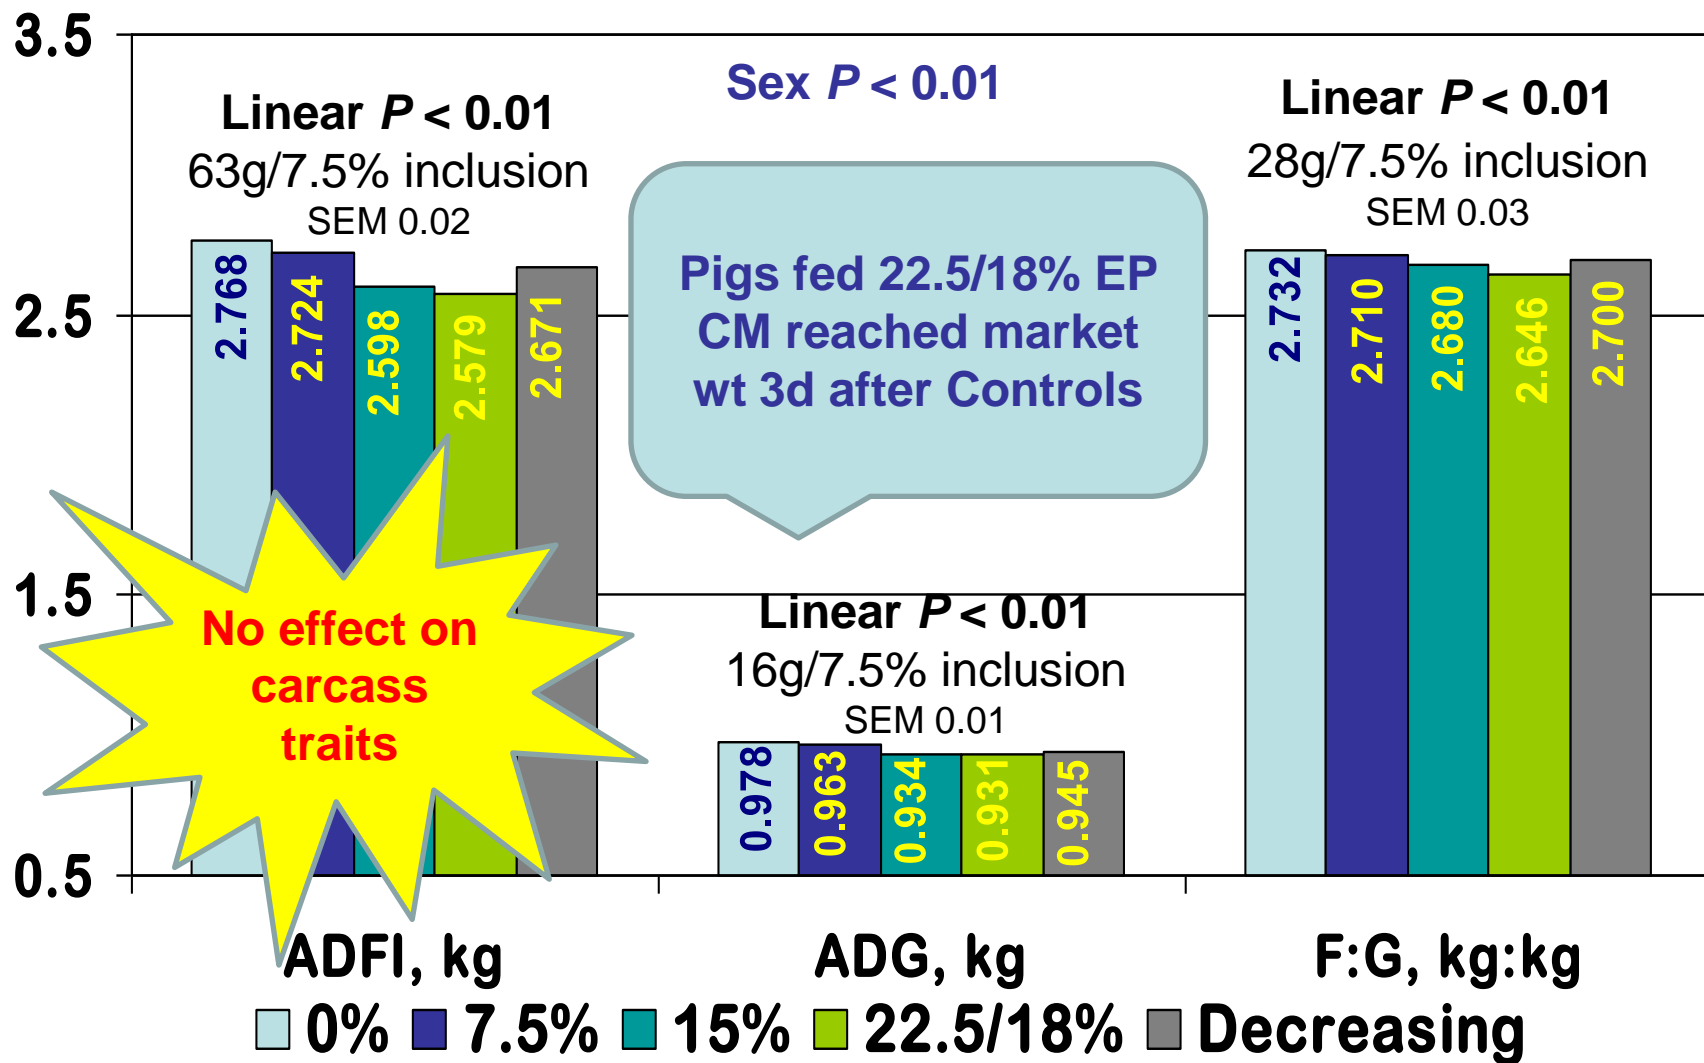 3.5
2.5
1.5
0.5
Sex P < 0.01
Linear P < 0.01
63g/7.5% inclusion
SEM 0.02
Linear P < 0.01
28g/7.5% inclusion
SEM 0.03
Pigs fed 22.5/18% EP
CM reached market
wt 3d after Controls
2.768
2.724
2.598
2.579
2.671
2.732
2.710
2.680
2.646
2.700
No effect on
carcass
traits
Linear P < 0.01
16g/7.5% inclusion
SEM 0.01
0.978
0.963
0.934
0.931
0.945
ADFI, kg
ADG, kg
F:G, kg:kg
0%
7.5%
15%
22.5/18%
Decreasing